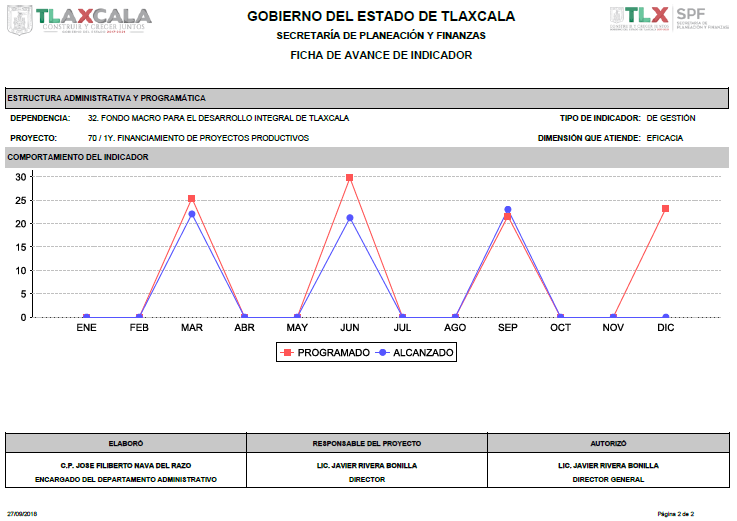 TLAXCALA
CONSTRUIR Y CRECER JUNTOS
GOBIERNO DEL ESTADO DE TLAXCALA
SECRETARÍA DE PLANEACIÓN Y FINANZAS
FICHA DE AVANCE DE INDICADOR
TLX
SPF
SECRETARÍA DE
PLANEACIÓN Y FINANZAS
ESTRUCTURA ADMINISTRATIVA Y PROGRAMÁTICA
DEPENDENCIA: 32. FONDO MACRO PARA EL DESARROLLO INTEGRAL DE TLAXCALA TIPO DE INDICADOR: DE GESTIÓN
PROYECTO: 70 / 1Y. FINANCIAMIENTO DE PROYECTOS PRODUCTIVOS DIMENSIÓN QUE ATIENDE: EFICACIA
COMPORTAMIENTO DEL INDICADOR
30
25
20
15
10
5
0
ENE FEB MAR ABR MAY JUN JUL AGO SEP OCT NOV DIC
PROGRAMADO ALCANZADO
ELABORÓ RESPONSABLE DEL PROYECTO AUTORIZÓ
C.P. JOSE FILIBERTO NAVA DEL RAZO LIC. JAVIER RIVERA BONILLA LIC. JAVIER RIVERA BONILLA
ENCARGADO DEL DEPARTAMENTO ADMINISTRATIVO DIRECTOR DIRECTOR GENERAL
27/09/2018 Página 2 de 2